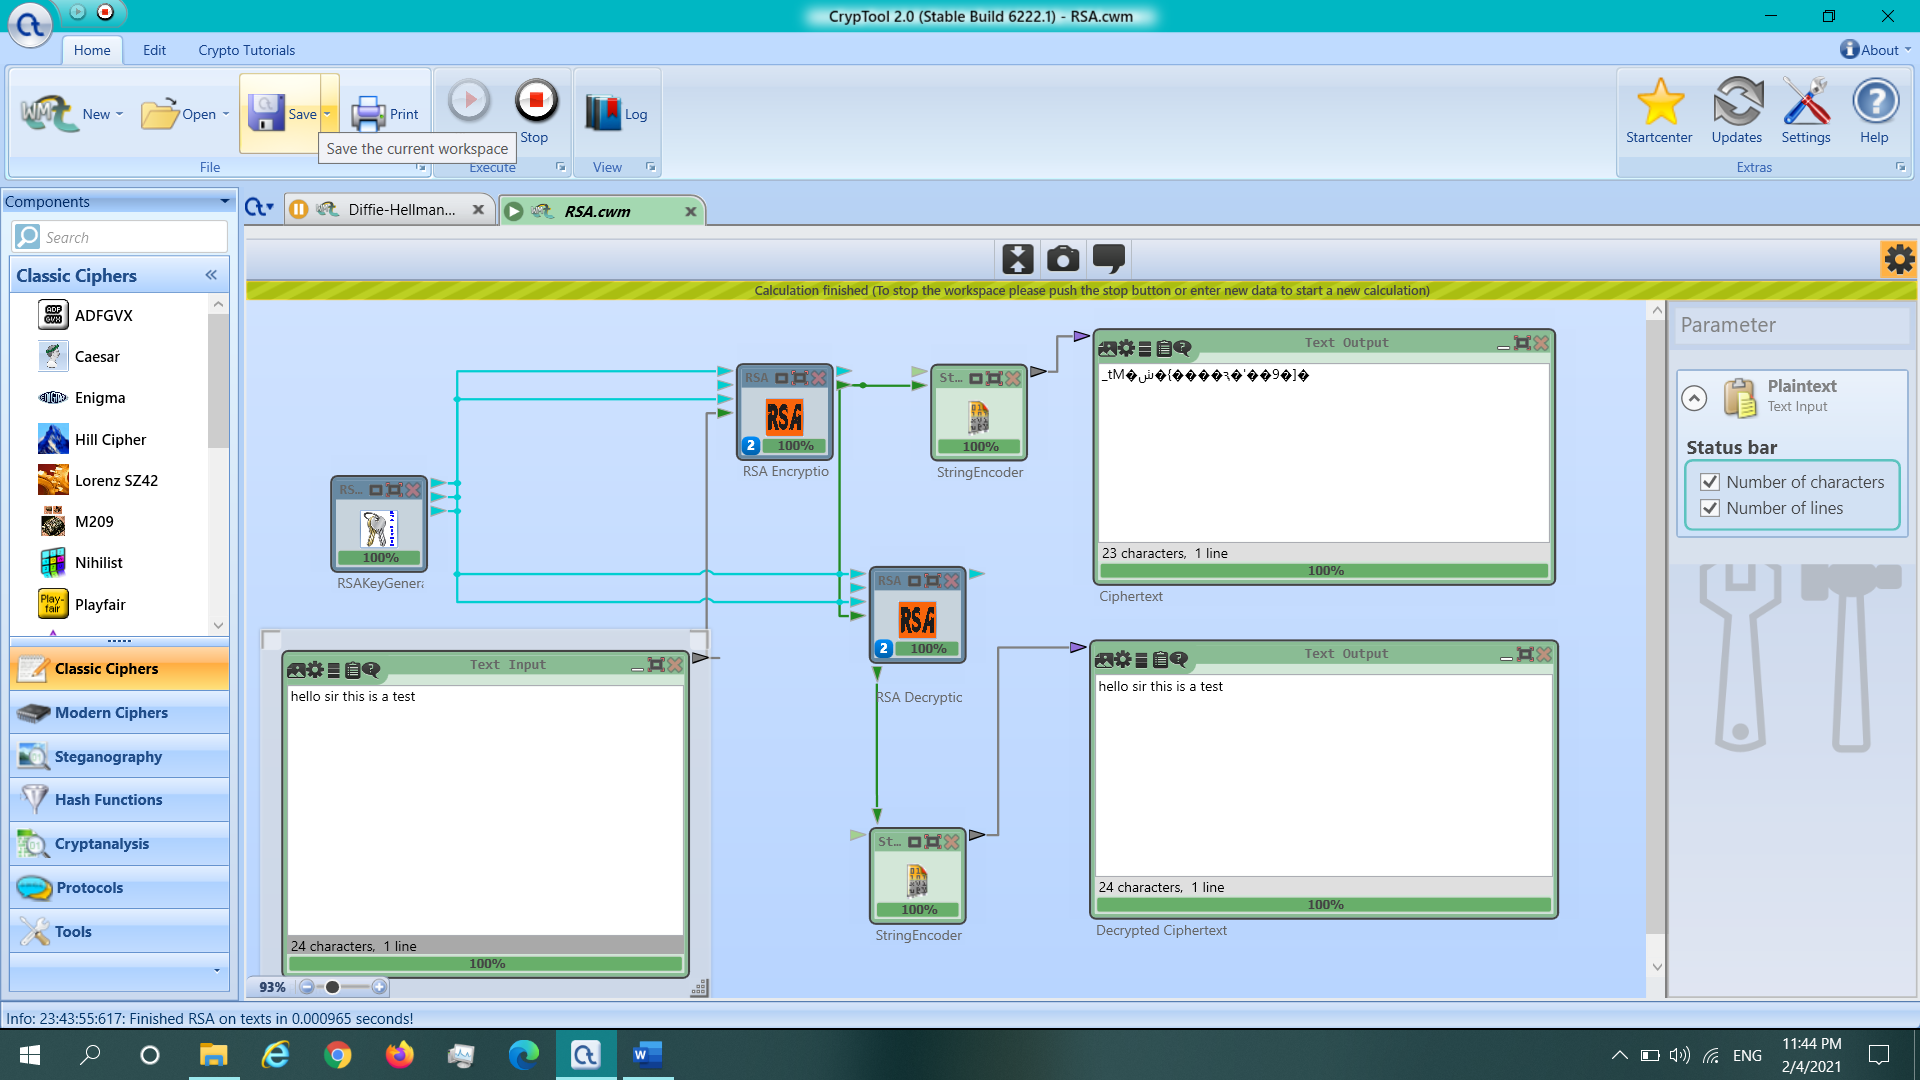 CrypTool 2.0 (Stable Build 6222.1) - RSA.cwm
Home Edit Crypto Tutorials About
New Open Save Print Stop Log Startcenter Updates Settings Help
Save the current workspace
File Execute View Extras
Components
Diffie-Hellman... RSA.cwm
Search
Classic Ciphers
ADFGVX
Caesar
Enigma
Hill Cipher
Lorenz SZ42
M209
Nihilist
Playfair
Classic Ciphers
Modern Ciphers
Steganography
Hash Functions
Cryptanalysis
Protocols
Tools
Calculation finished (To stop the workspace please push the stop button or enter new data to start a new calculation)
RS...
100%
RSAKeyGenera
RSA
RSA
2 100%
RSA Encryptio
St...
100%
StringEncoder
Text Output
23 characters, 1 line
100%
Ciphertext
RSA
RSA
2 100%
RSA Decryptic
Text Input
hello sir this is a test
24 characters, 1 line
100%
St...
100%
StringEncoder
Text Output
hello sir this is a test
24 characters, 1 line
100%
Decrypted Ciphertext
93%
Parameter
Plaintext
Text Input
Status bar
Number of characters
Number of lines
Info: 23:43:55:617: Finished RSA on texts in 0.000965 seconds!
ENG
11:44 PM
2/4/2021